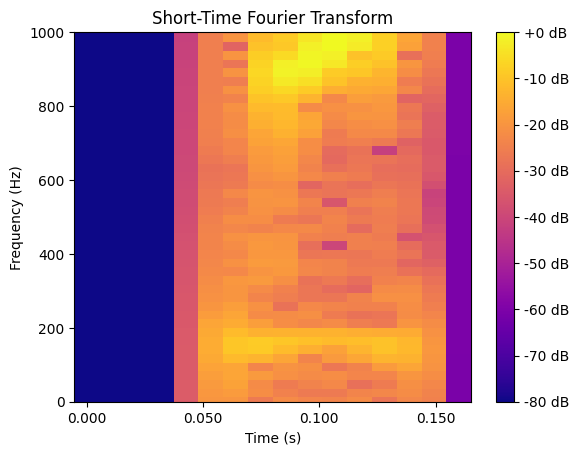 Short-Time Fourier Transform
1000
800
600
400
200
0
Frequency (Hz)
0.000
0.050
0.100
0.150
Time (s)
+0 dB
-10 dB
-20 dB
-30 dB
-40 dB
-50 dB
-60 dB
-70 dB
-80 dB